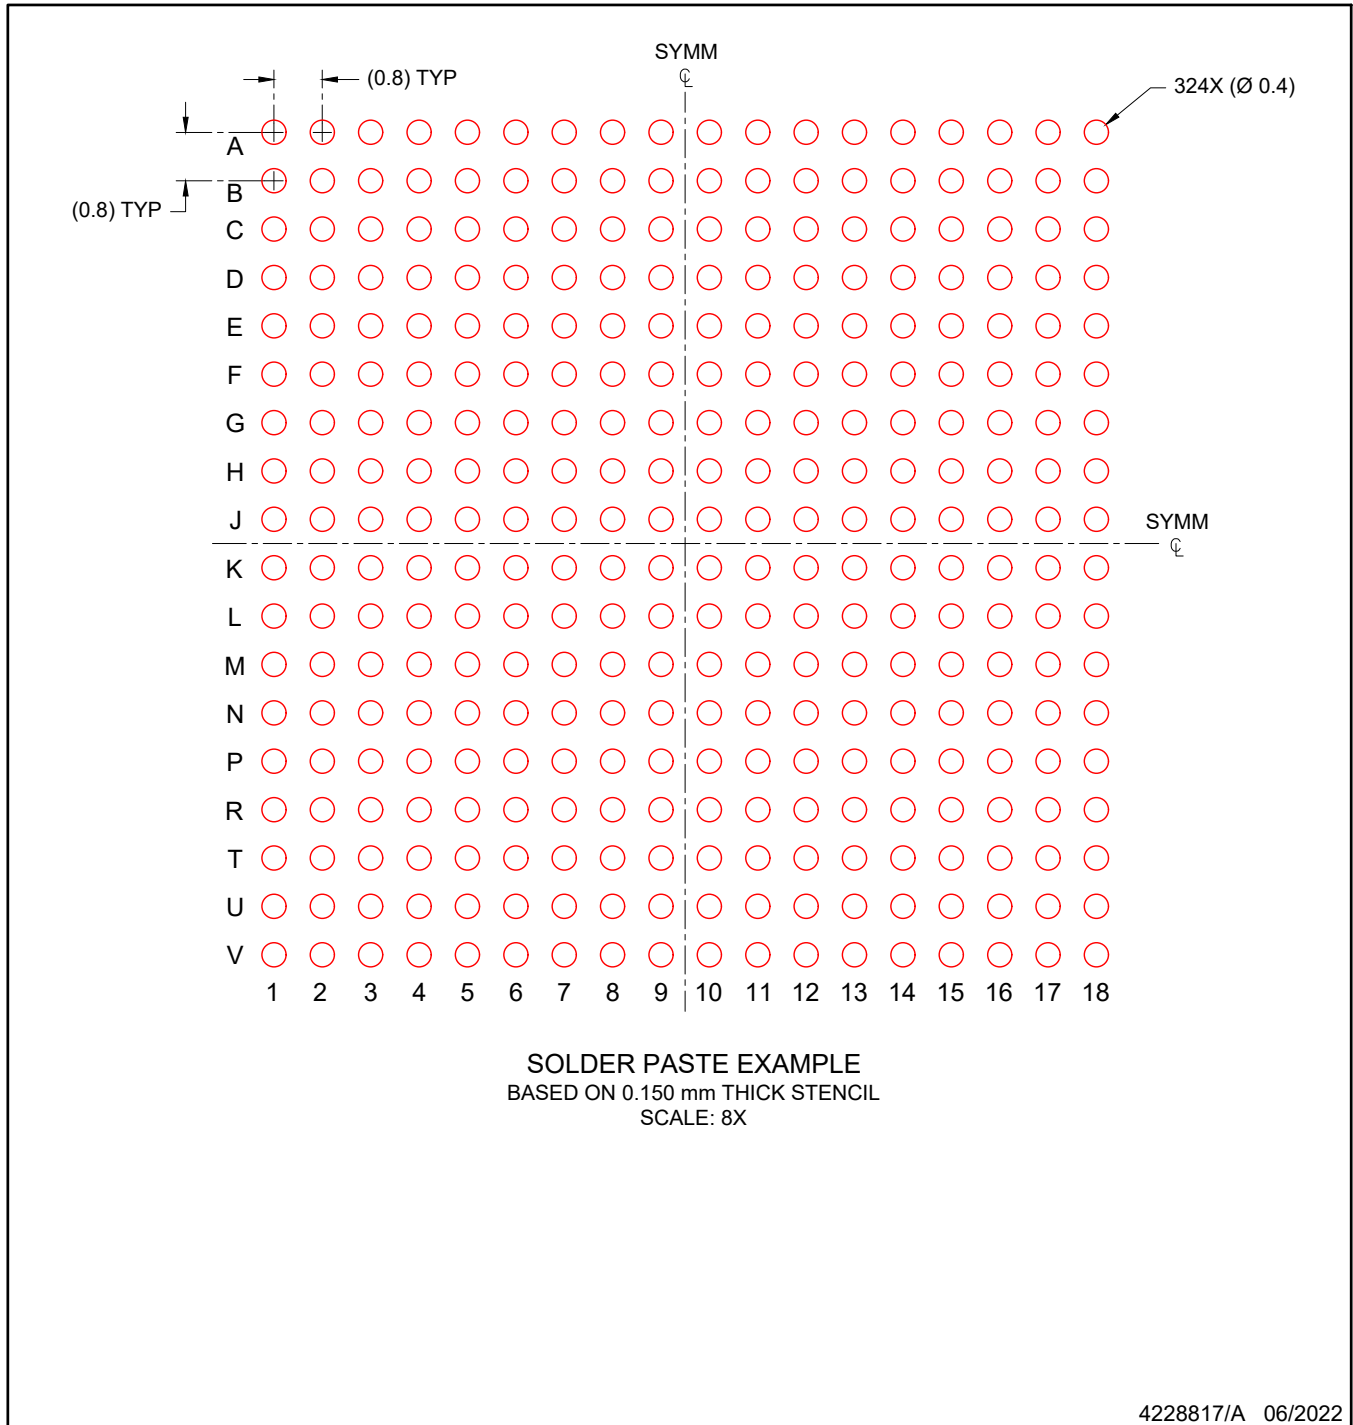 SYMM
℄
(0.8) TYP
324X (Ø 0.4)
A
B
(0.8) TYP
C
D
E
F
G
H
J
SYMM
℄
K
L
M
N
P
R
T
U
V
1 2 3 4 5 6 7 8 9 10 11 12 13 14 15 16 17 18
SOLDER PASTE EXAMPLE
BASED ON 0.150 mm THICK STENCIL
SCALE: 8X
4228817/A 06/2022